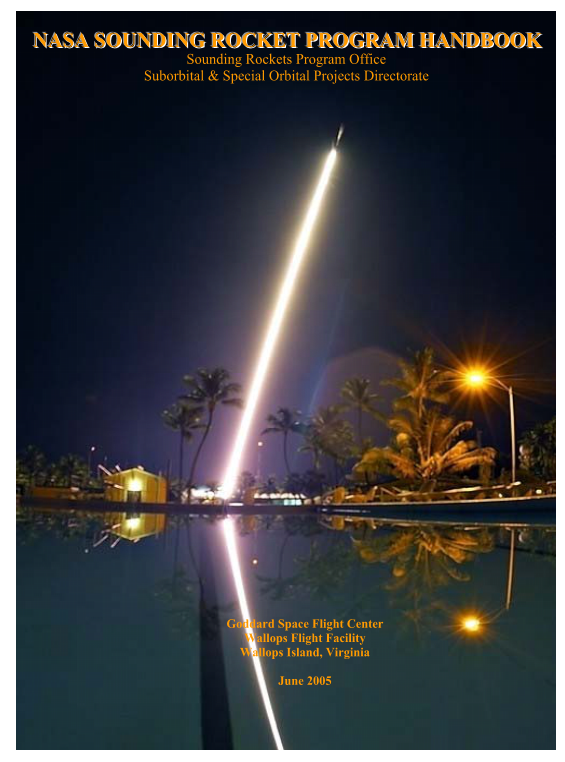 NASA SOUNDING ROCKET PROGRAM HANDBOOK
Sounding Rockets Program Office
Suborbital & Special Orbital Projects Directorate
Goddard Space Flight Center
Wallops Flight Facility
Wallops Island, Virginia
June 2005